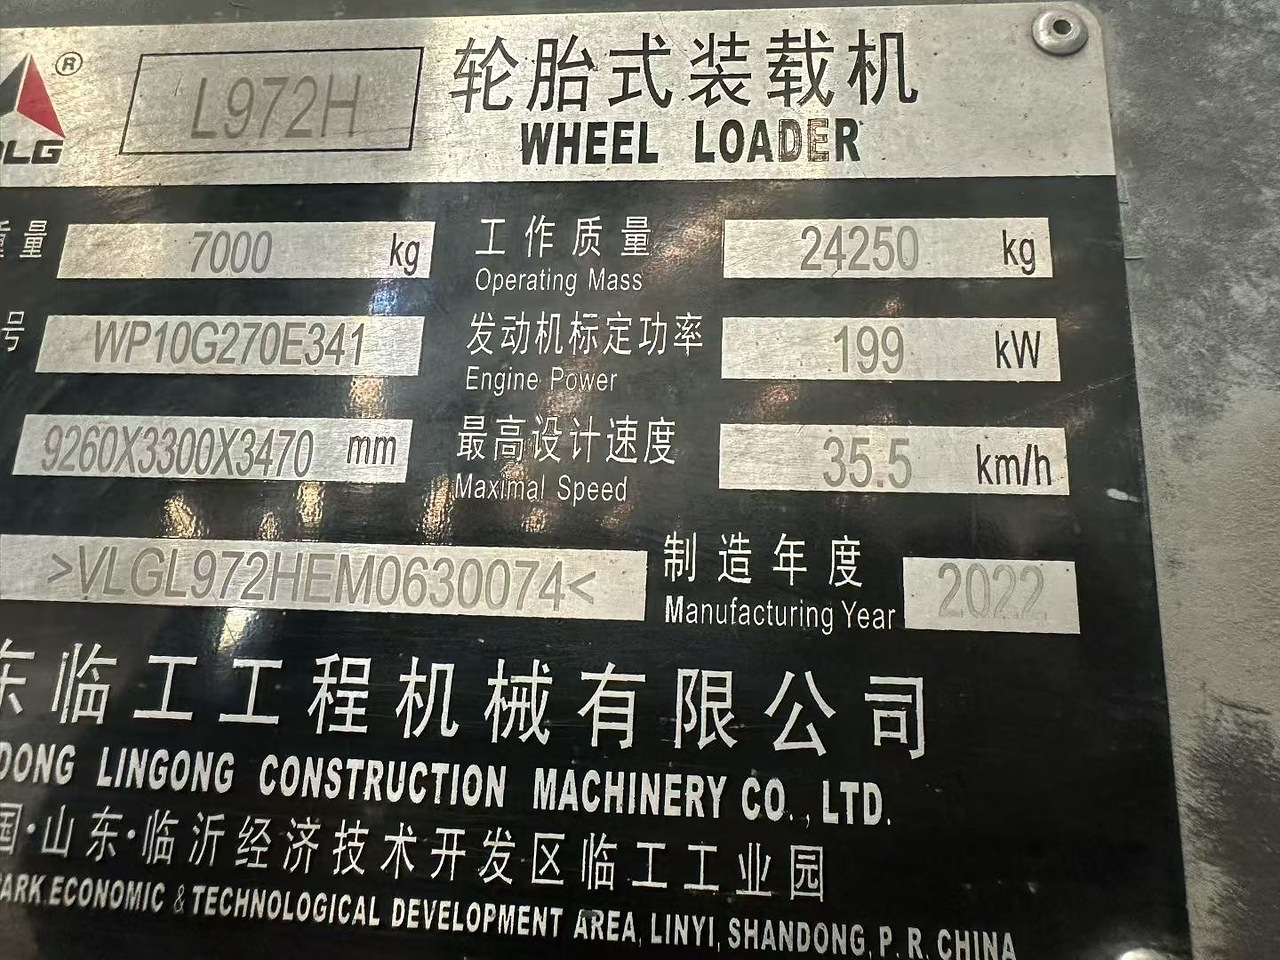 ®
L972H
轮胎式装载机
WHEEL LOADER
DLG
重量 7000 kg
工作质量 24250 kg
Operating Mass
号 WP10G270E341
发动机标定功率 199 kW
Engine Power
9260X3300X3470 mm
最高设计速度 35.5 km/h
Maximal Speed
>VLGL972HEM0630074<
制造年度 2022
Manufacturing Year
东临工工程机械有限公司
DONG LINGONG CONSTRUCTION MACHINERY CO., LTD.
国·山东·临沂经济技术开发区临工工业园
PARK ECONOMIC & TECHNOLOGICAL DEVELOPMENT AREA, LINYI, SHANDONG, P. R. CHINA